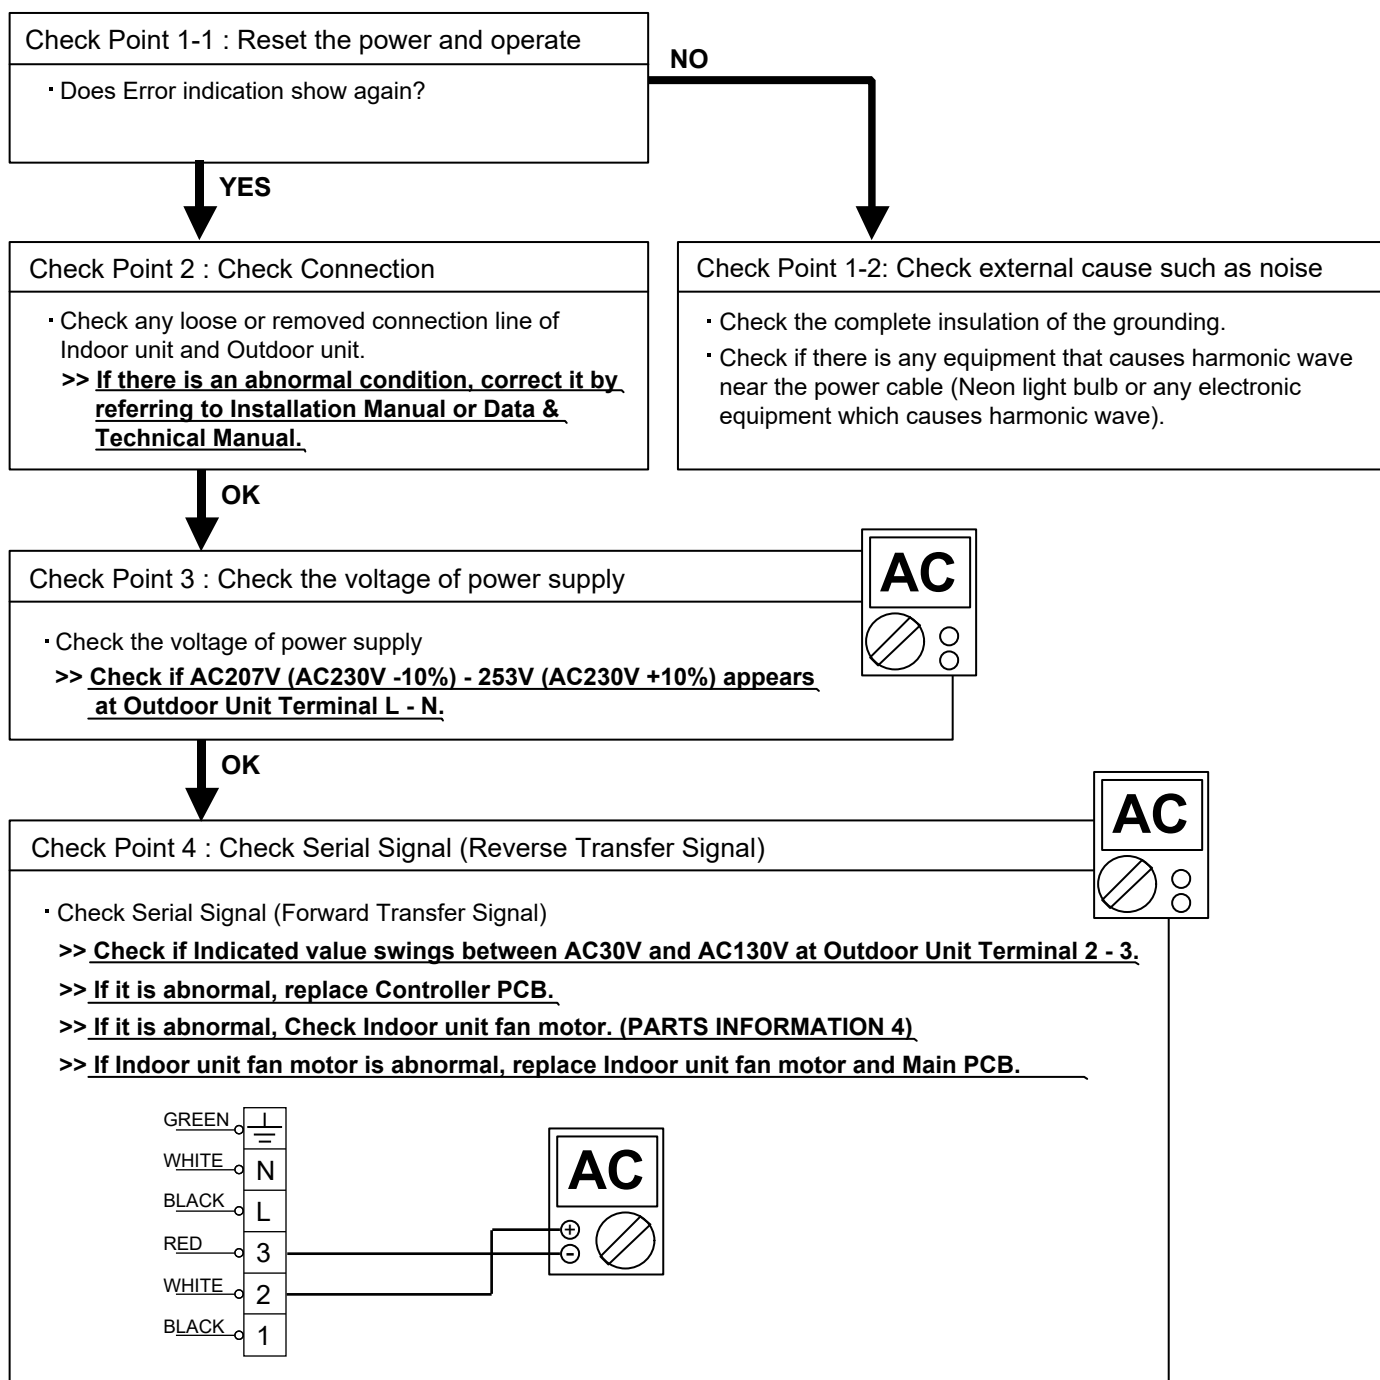 Check Point 1-1 : Reset the power and operate
· Does Error indication show again?
NO
YES
Check Point 2 : Check Connection
· Check any loose or removed connection line of
Indoor unit and Outdoor unit.
>> If there is an abnormal condition, correct it by
referring to Installation Manual or Data &
Technical Manual.
Check Point 1-2: Check external cause such as noise
· Check the complete insulation of the grounding.
· Check if there is any equipment that causes harmonic wave
near the power cable (Neon light bulb or any electronic
equipment which causes harmonic wave).
OK
AC
Check Point 3 : Check the voltage of power supply
· Check the voltage of power supply
>> Check if AC207V (AC230V -10%) - 253V (AC230V +10%) appears
at Outdoor Unit Terminal L - N.
OK
AC
Check Point 4 : Check Serial Signal (Reverse Transfer Signal)
· Check Serial Signal (Forward Transfer Signal)
>> Check if Indicated value swings between AC30V and AC130V at Outdoor Unit Terminal 2 - 3.
>> If it is abnormal, replace Controller PCB.
>> If it is abnormal, Check Indoor unit fan motor. (PARTS INFORMATION 4)
>> If Indoor unit fan motor is abnormal, replace Indoor unit fan motor and Main PCB.
GREEN
WHITE N
BLACK L
RED 3
WHITE 2
BLACK 1
AC
+
-